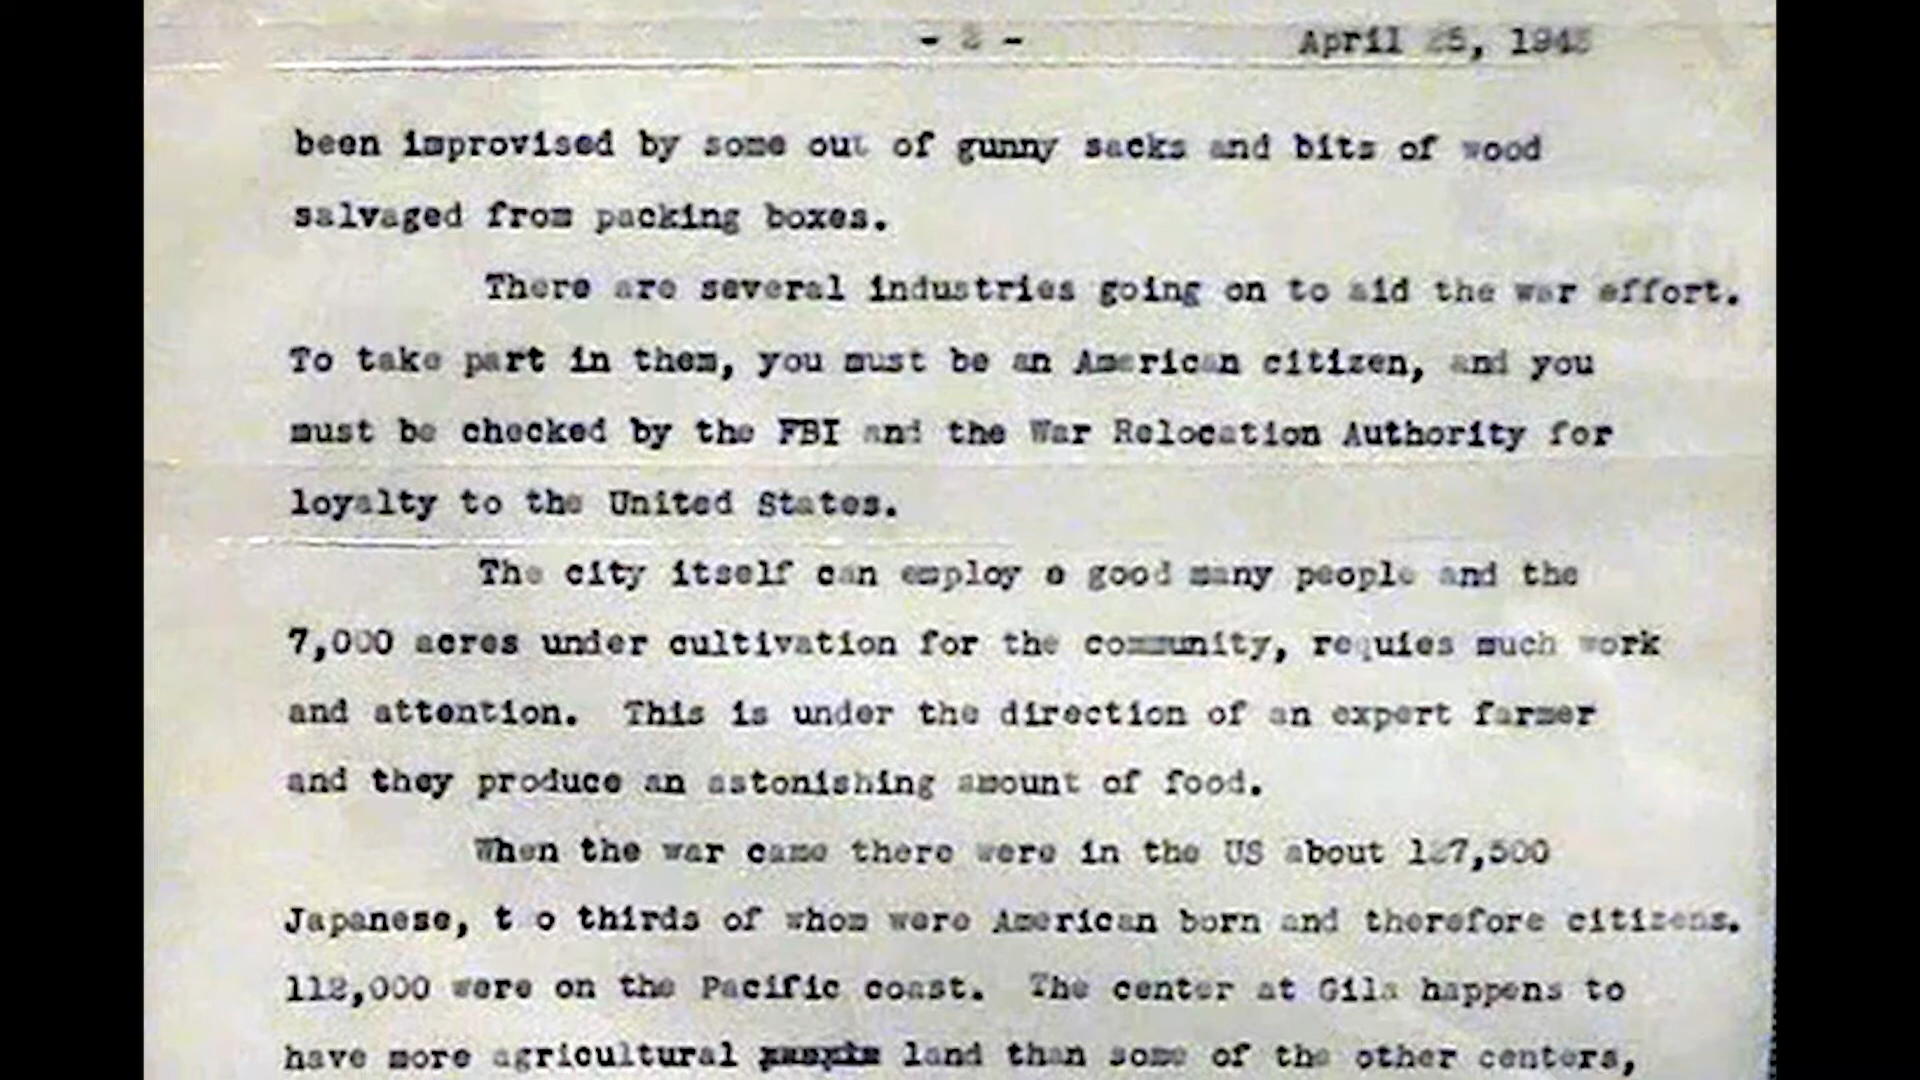 - 2 - April 25, 1943
been improvised by some out of gunny sacks and bits of wood
salvaged from packing boxes.
There are several industries going on to aid the war effort.
To take part in them, you must be an American citizen, and you
must be checked by the FBI and the War Relocation Authority for
loyalty to the United States.
The city itself can employ a good many people and the
7,000 acres under cultivation for the community, requies much work
and attention. This is under the direction of an expert farmer
and they produce an astonishing amount of food.
When the war came there were in the US about 127,500
Japanese, t o thirds of whom were American born and therefore citizens.
112,000 were on the Pacific coast. The center at Gila happens to
have more agricultural land than some of the other centers,